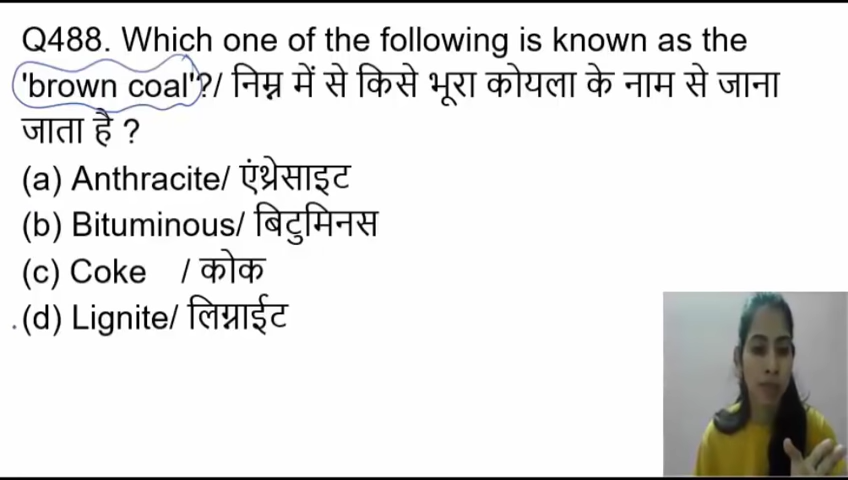 Q488. Which one of the following is known as the
'brown coal'?/ निम्न में से किसे भूरा कोयला के नाम से जाना
जाता है ?
(a) Anthracite/ एंथ्रेसाइट
(b) Bituminous/ बिटुमिनस
(c) Coke / कोक
.(d) Lignite/ लिग्नाईट